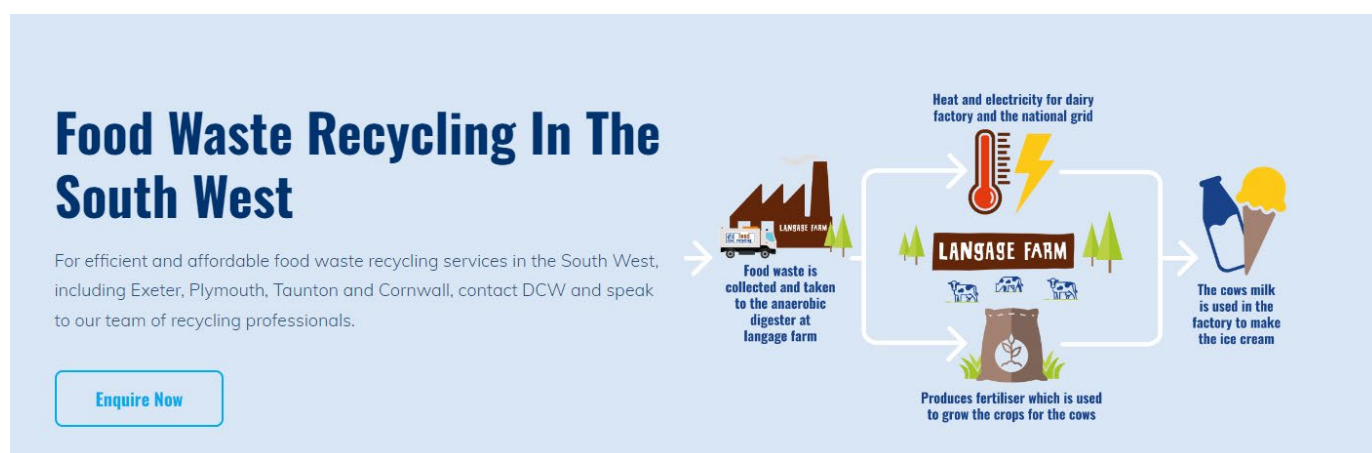 Food Waste Recycling In The
South West
For efficient and affordable food waste recycling services in the South West,
including Exeter, Plymouth, Taunton and Cornwall, contact DCW and speak
to our team of recycling professionals.
Enquire Now
LANGAGE FARM
Food waste is
collected and taken
to the anaerobic
digester at
langage farm
Heat and electricity for dairy
factory and the national grid
LANGAGE FARM
Produces fertiliser which is used
to grow the crops for the cows
The cows milk
is used in the
factory to make
the ice cream